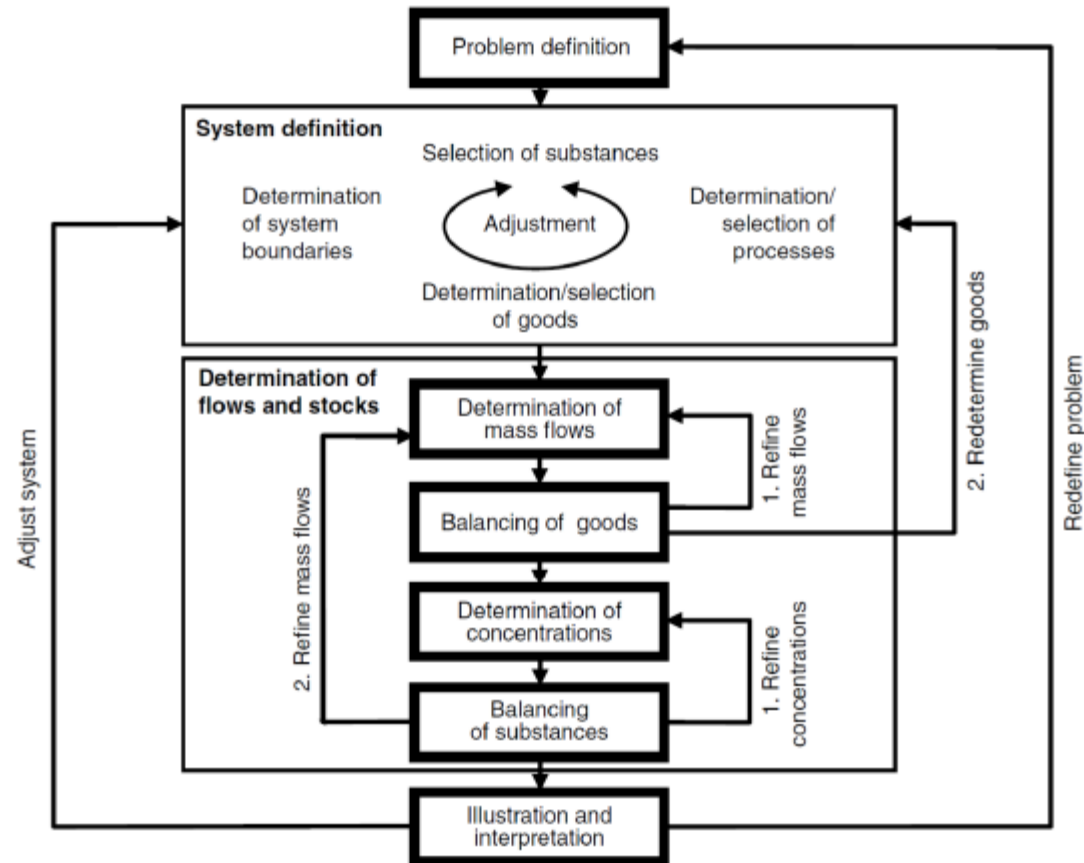 Problem definition
System definition
Selection of substances
Determination
of system
boundaries
Adjustment
Determination/
selection of
processes
Determination/selection
of goods
Determination of
flows and stocks
Determination of
mass flows
1. Refine
mass flows
Balancing of goods
2. Redetermine goods
Determination of
concentrations
1. Refine
concentrations
2. Refine mass flows
Balancing
of substances
Illustration and
interpretation
Adjust system
Redefine problem